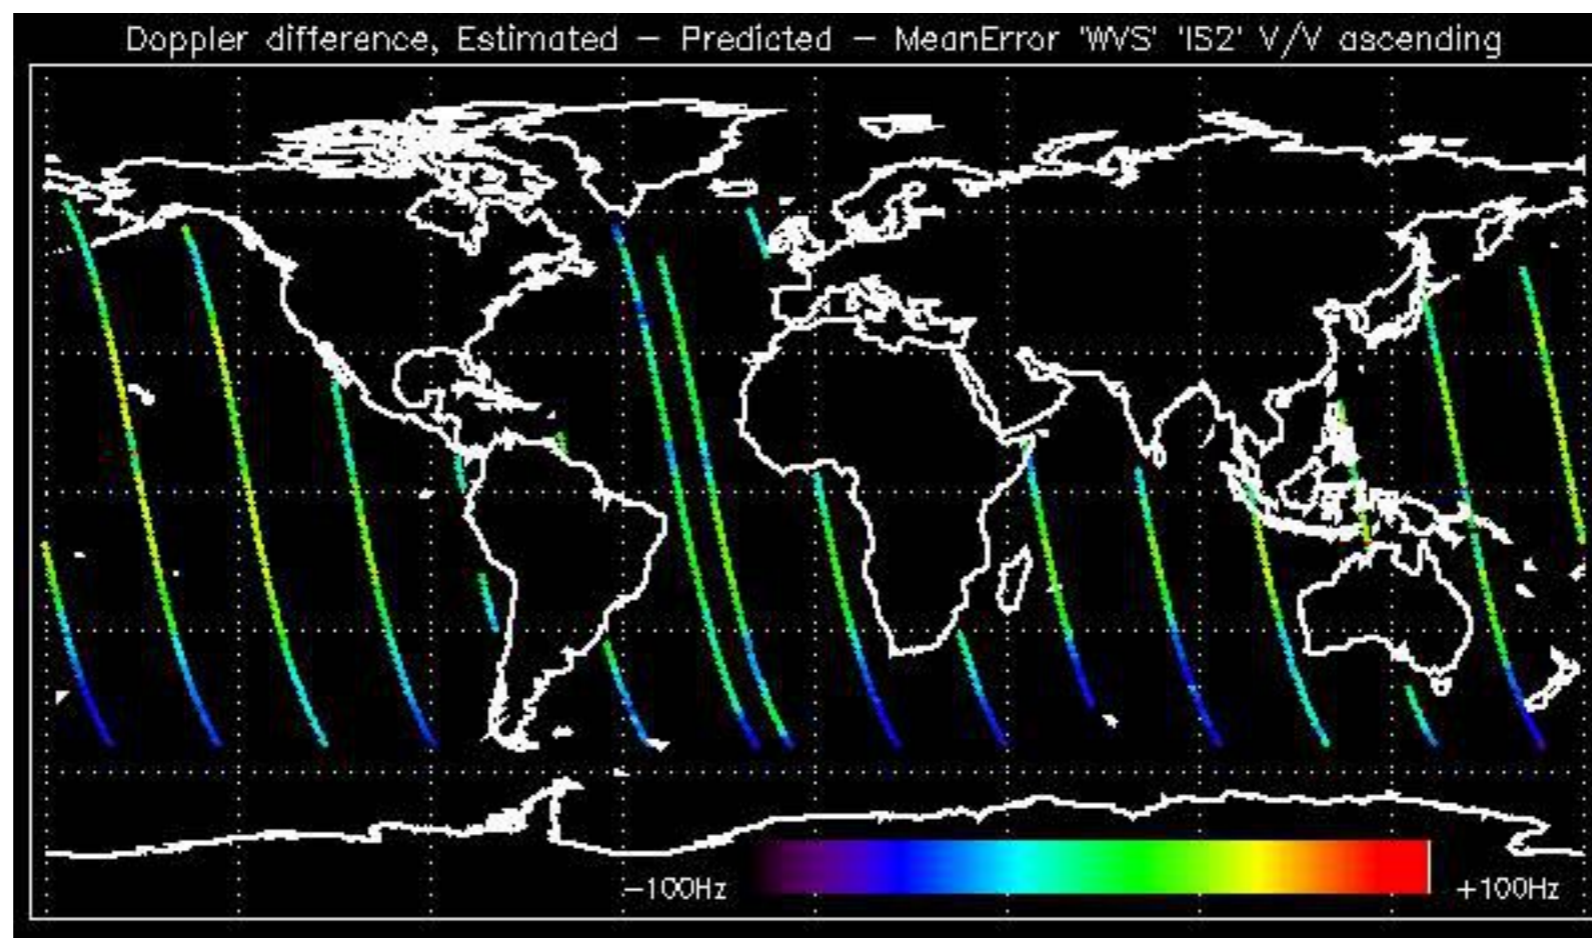 Doppler difference, Estimated – Predicted – MeanError 'WVS' 'IS2' V/V ascending
–100Hz +100Hz